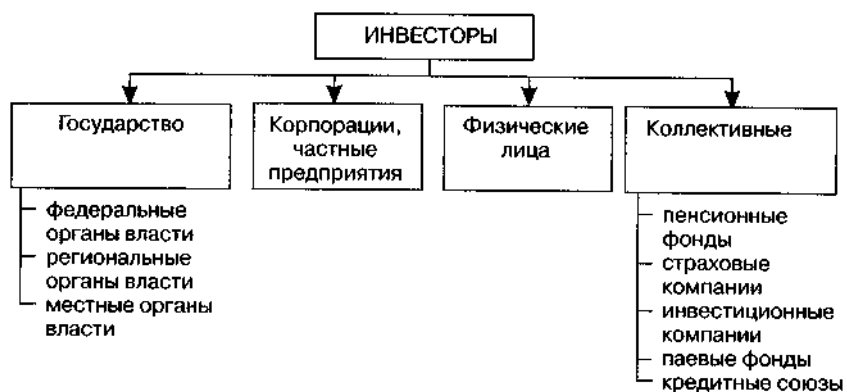 ИНВЕСТОРЫ
Государство
федеральные
органы власти
региональные
органы власти
местные органы
власти
Корпорации,
частные
предприятия
Физические
лица
Коллективные
пенсионные
фонды
страховые
компании
инвестиционные
компании
паевые фонды
кредитные союзы